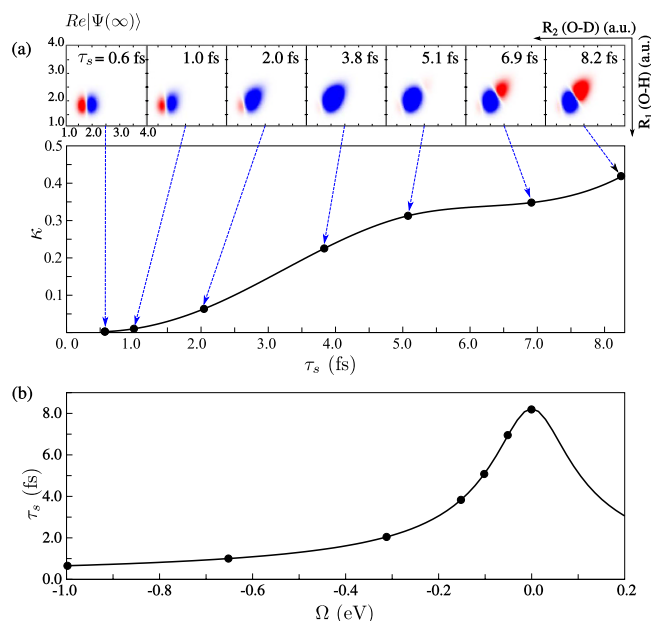 Re|Ψ(∞)⟩
R₂ (O-D) (a.u.)
(a)
4.0
3.0
2.0
1.0
τₛ = 0.6 fs
1.0 fs
2.0 fs
3.8 fs
5.1 fs
6.9 fs
8.2 fs
R₁ (O-H) (a.u.)
1.0 2.0 3.0 4.0
0.5
0.4
0.3
0.2
0.1
κ
0.0 1.0 2.0 3.0 4.0 5.0 6.0 7.0 8.0
τₛ (fs)
(b)
8.0
6.0
4.0
2.0
0.0
τₛ (fs)
-1.0 -0.8 -0.6 -0.4 -0.2 0.0 0.2
Ω (eV)